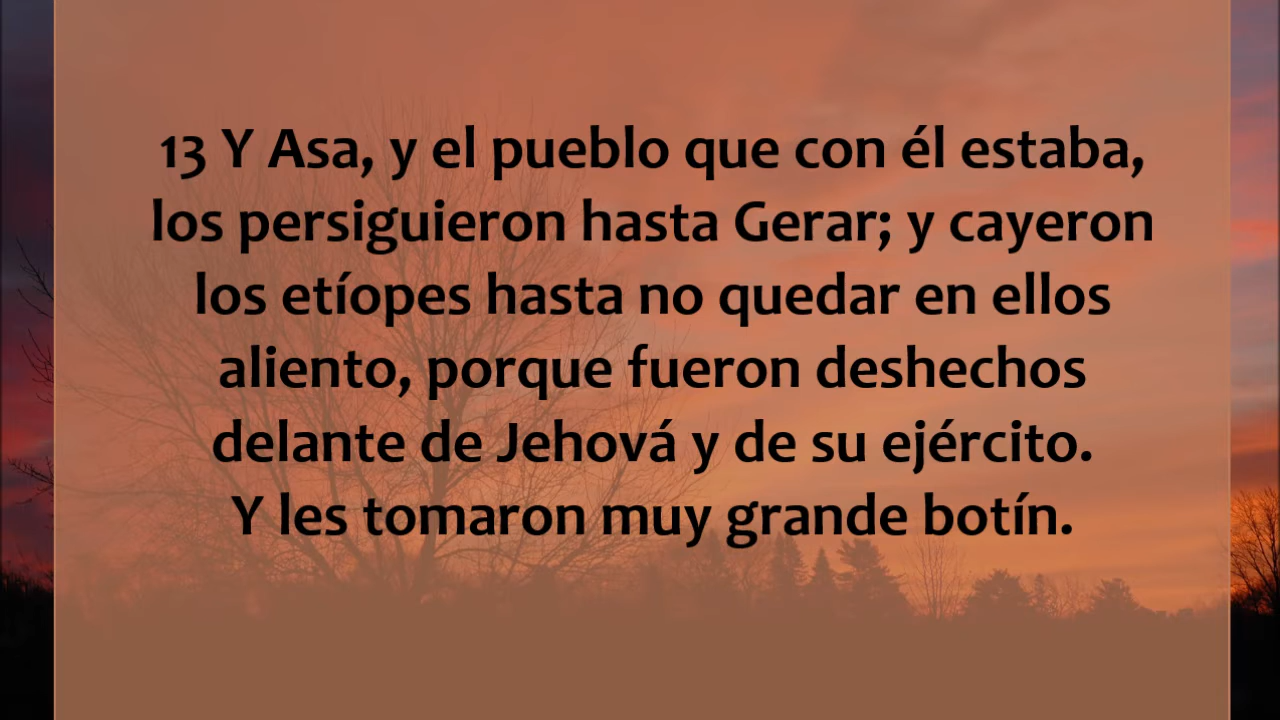 13 Y Asa, y el pueblo que con él estaba,
los persiguieron hasta Gerar; y cayeron
los etíopes hasta no quedar en ellos
aliento, porque fueron deshechos
delante de Jehová y de su ejército.
Y les tomaron muy grande botín.